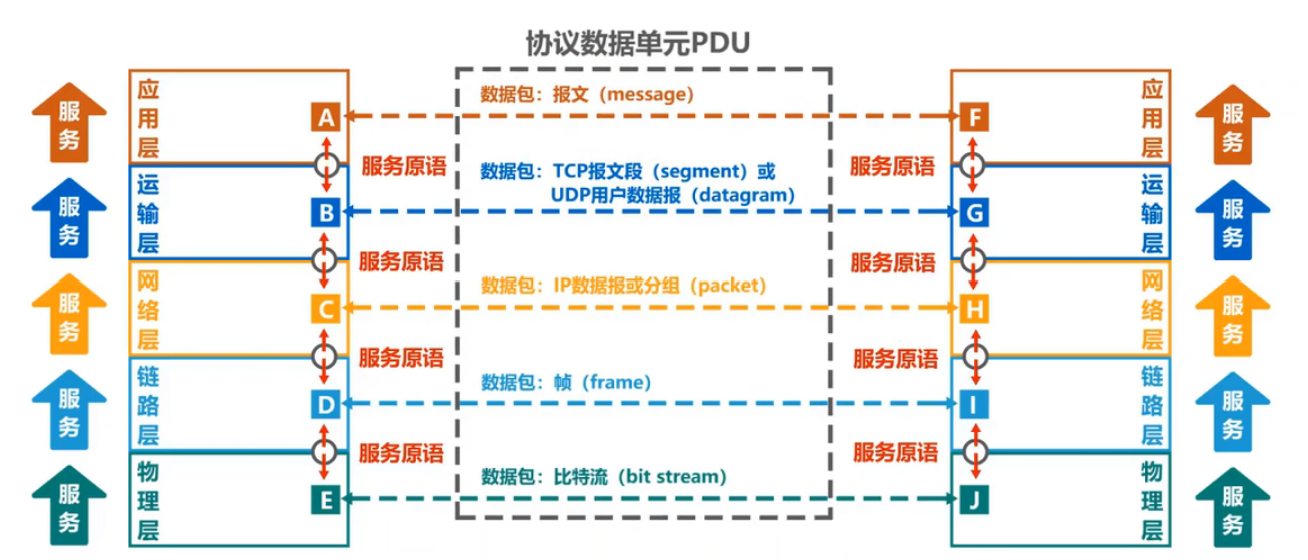 协议数据单元PDU
服务
应用层
A
数据包：报文（message）
F
应用层
服务
服务原语
服务原语
服务
运输层
B
数据包：TCP报文段（segment）或
UDP用户数据报（datagram）
G
运输层
服务
服务原语
服务原语
服务
网络层
C
数据包：IP数据报或分组（packet）
H
网络层
服务
服务原语
服务原语
服务
链路层
D
数据包：帧（frame）
I
链路层
服务
服务原语
服务原语
服务
物理层
E
数据包：比特流（bit stream）
J
物理层
服务